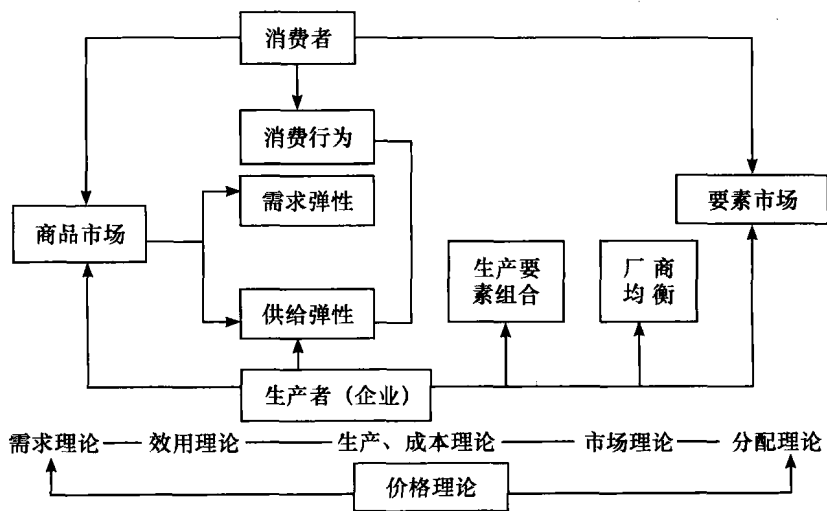 消费者
消费行为
需求弹性
商品市场
要素市场
生产要
素组合
厂商
均衡
供给弹性
生产者（企业）
需求理论 效用理论 生产、成本理论 市场理论 分配理论
价格理论